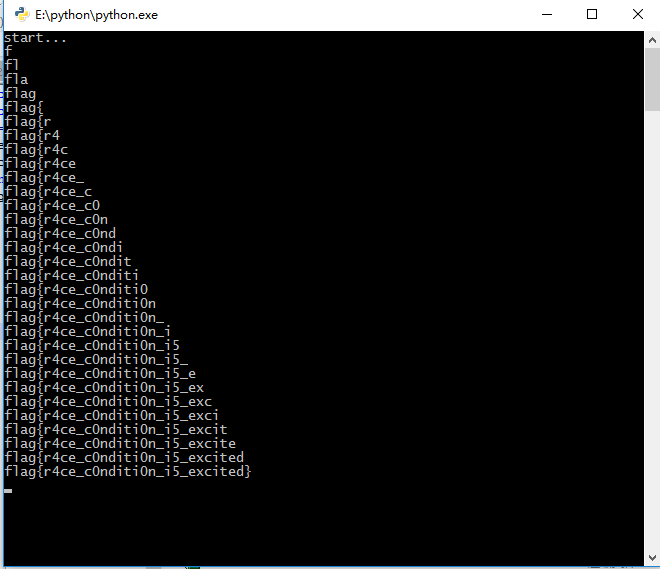 E:\python\python.exe
start...
f
fl
fla
flag
flag{
flag{r
flag{r4
flag{r4c
flag{r4ce
flag{r4ce_
flag{r4ce_c
flag{r4ce_c0
flag{r4ce_c0n
flag{r4ce_c0nd
flag{r4ce_c0ndi
flag{r4ce_c0ndit
flag{r4ce_c0nditi
flag{r4ce_c0nditi0
flag{r4ce_c0nditi0n
flag{r4ce_c0nditi0n_
flag{r4ce_c0nditi0n_i
flag{r4ce_c0nditi0n_i5
flag{r4ce_c0nditi0n_i5_
flag{r4ce_c0nditi0n_i5_e
flag{r4ce_c0nditi0n_i5_ex
flag{r4ce_c0nditi0n_i5_exc
flag{r4ce_c0nditi0n_i5_exci
flag{r4ce_c0nditi0n_i5_excit
flag{r4ce_c0nditi0n_i5_excite
flag{r4ce_c0nditi0n_i5_excited
flag{r4ce_c0nditi0n_i5_excited}